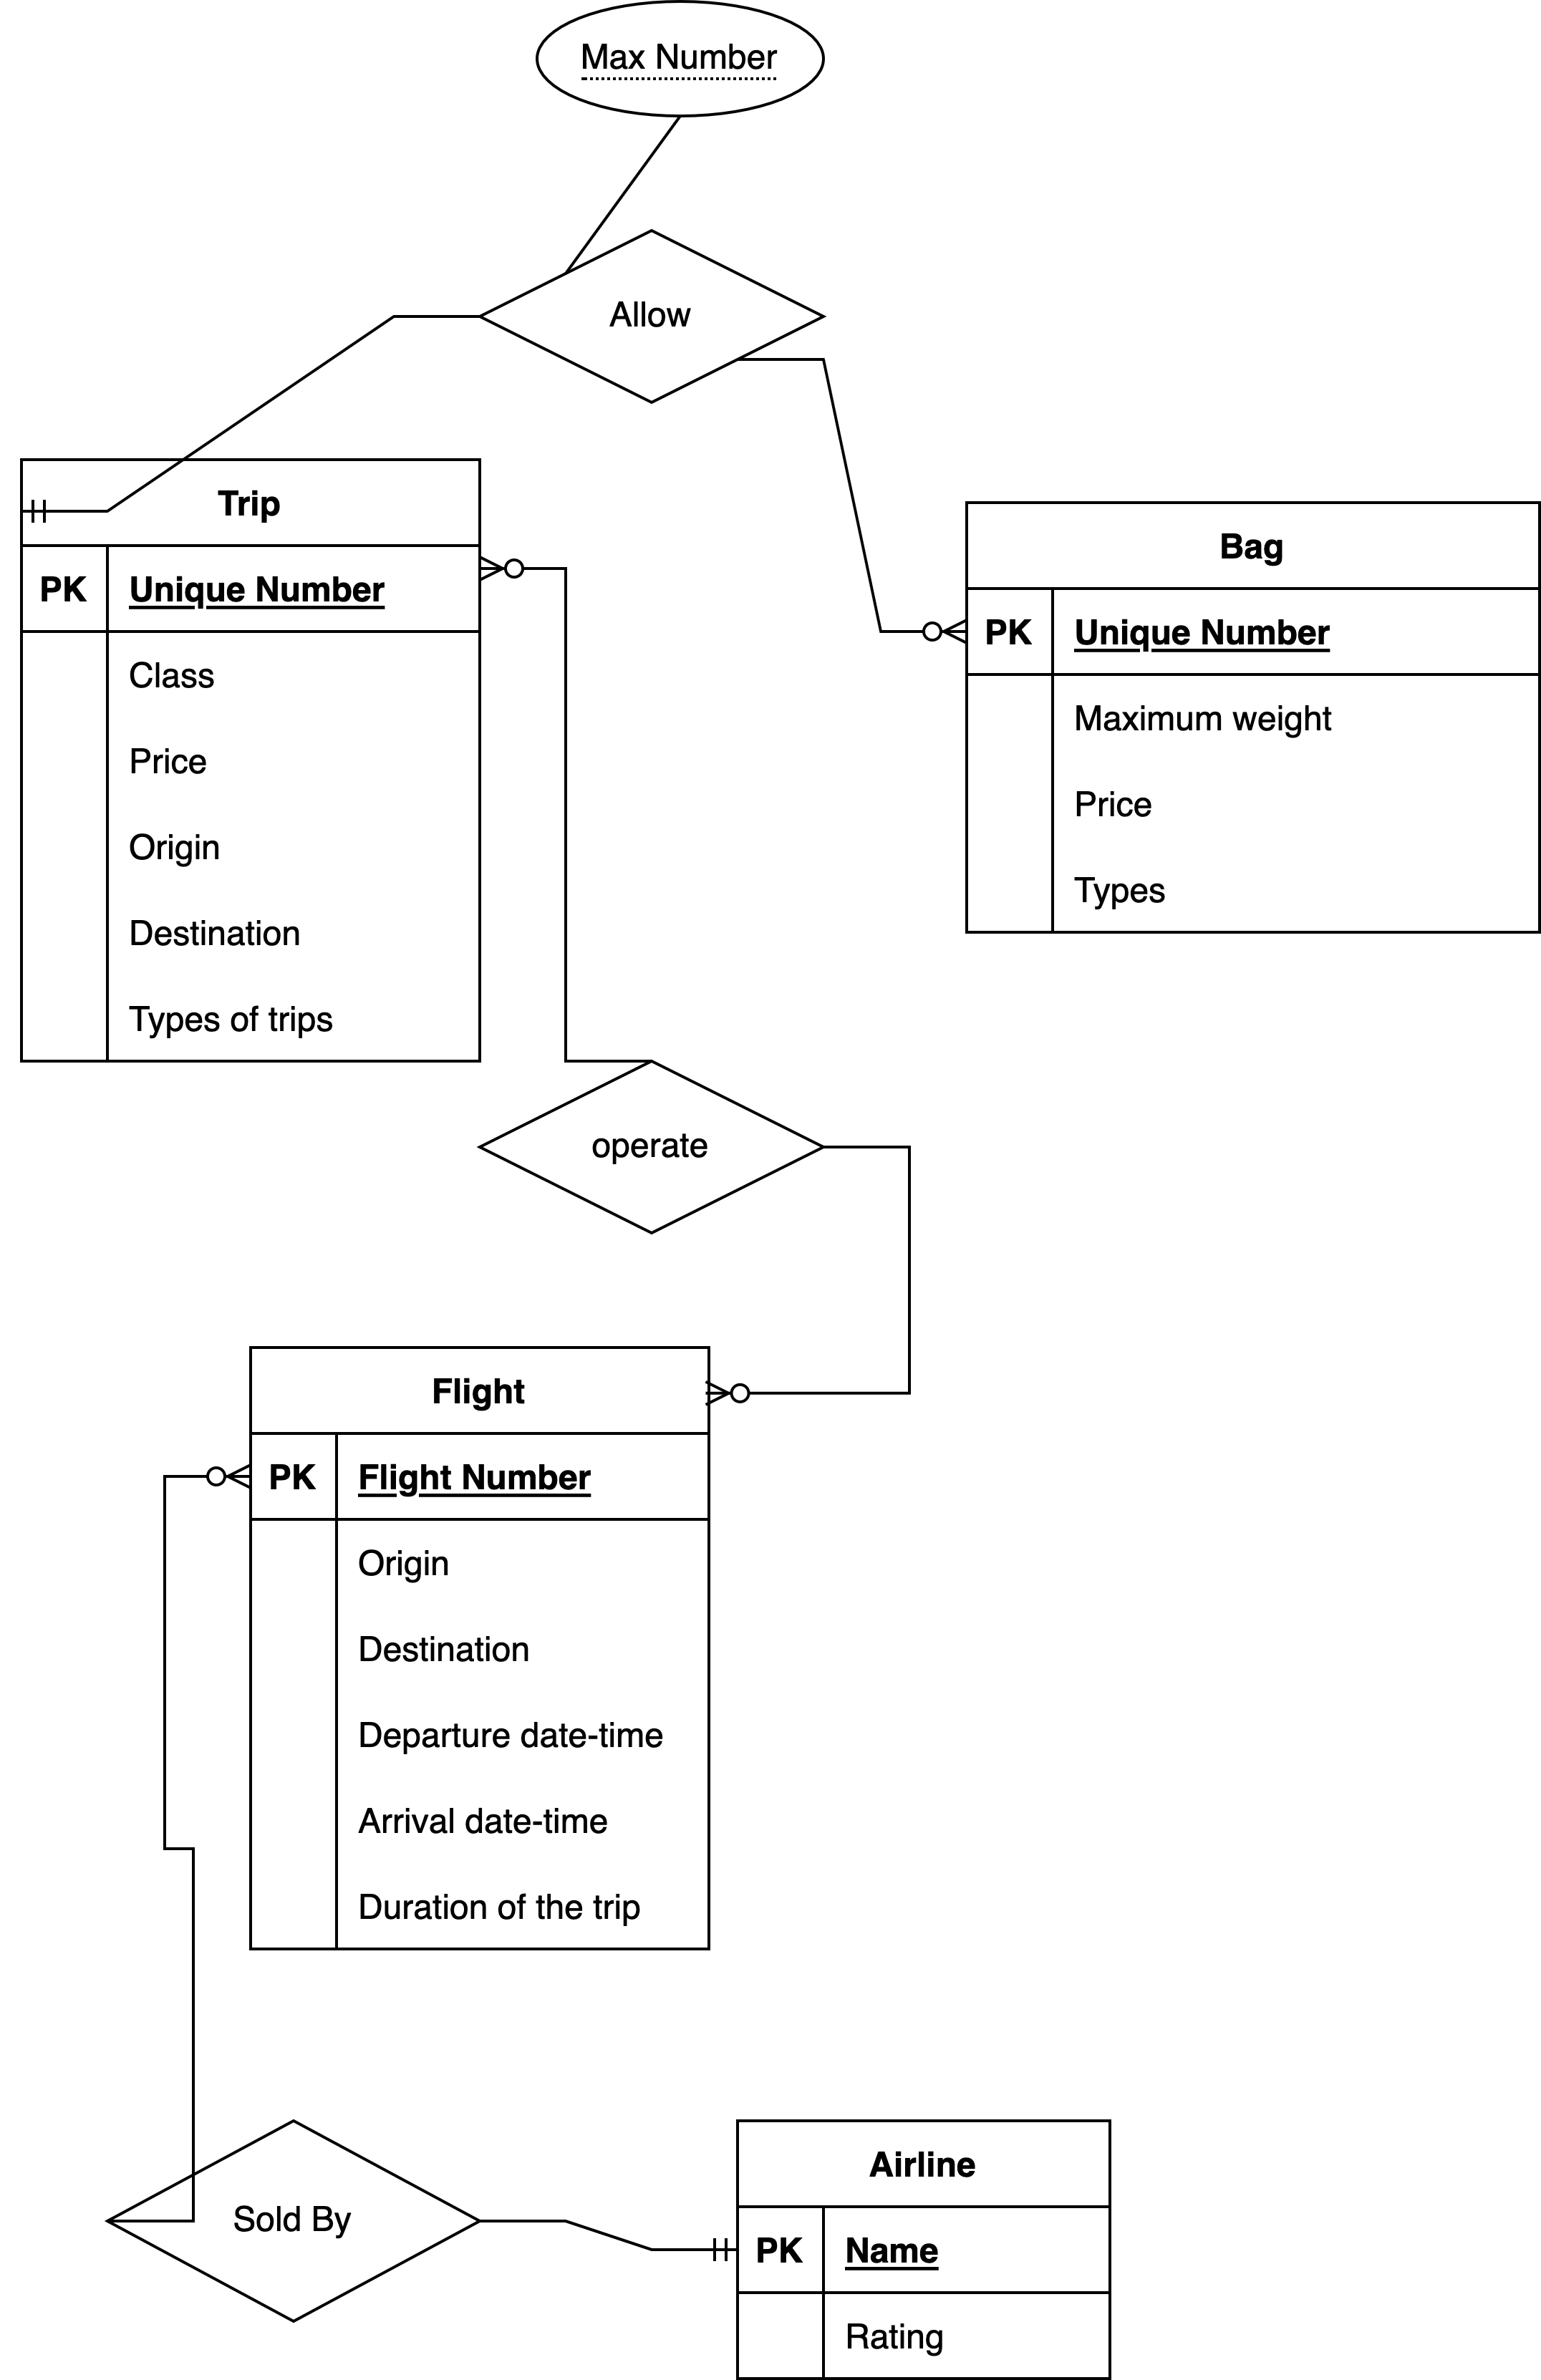 Max Number
Allow
Trip
PK Unique Number
Class
Price
Origin
Destination
Types of trips
Bag
PK Unique Number
Maximum weight
Price
Types
operate
Flight
PK Flight Number
Origin
Destination
Departure date-time
Arrival date-time
Duration of the trip
Sold By
Airline
PK Name
Rating